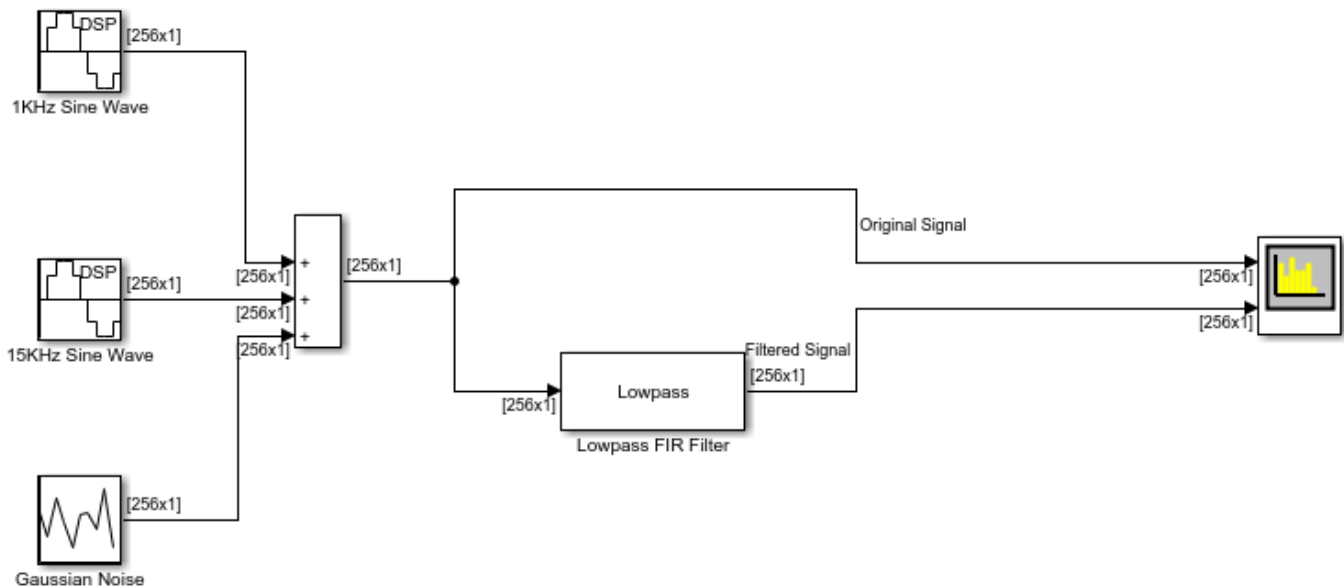 DSP
[256x1]
1KHz Sine Wave
Original Signal
+
[256x1]
[256x1]
[256x1]
DSP
[256x1]
+
[256x1]
15KHz Sine Wave
+
[256x1]
[256x1]
Filtered Signal
[256x1]
Lowpass
[256x1]
Lowpass FIR Filter
[256x1]
Gaussian Noise